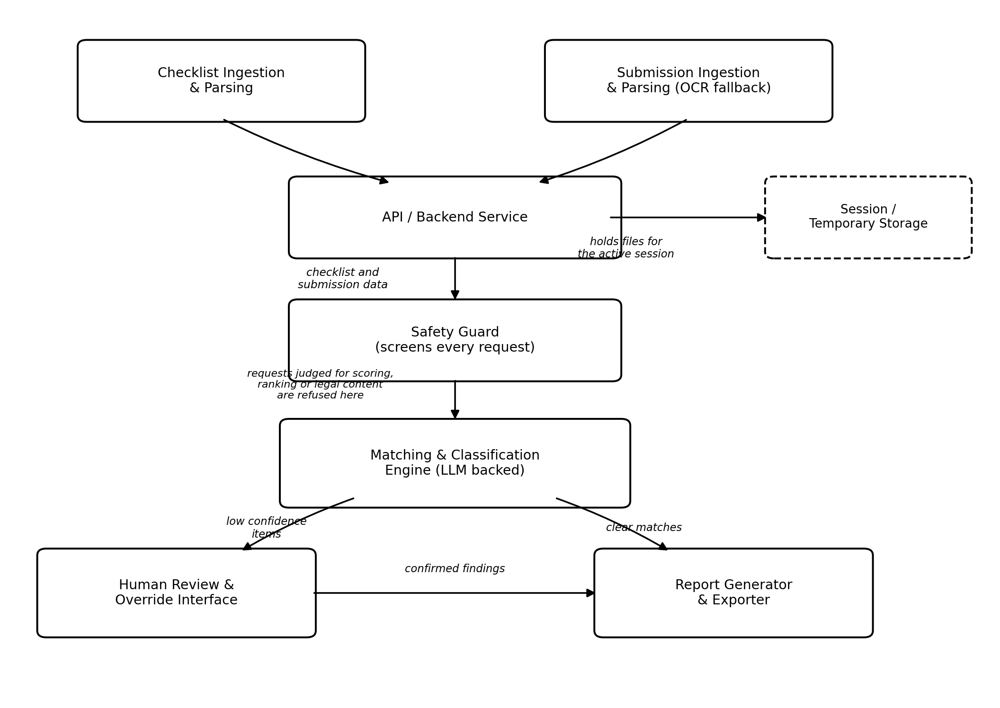 Checklist Ingestion
& Parsing
Submission Ingestion
& Parsing (OCR fallback)
API / Backend Service
Session /
Temporary Storage
holds files for
the active session
checklist and
submission data
Safety Guard
(screens every request)
requests judged for scoring,
ranking or legal content
are refused here
Matching & Classification
Engine (LLM backed)
low confidence
items
clear matches
confirmed findings
Human Review &
Override Interface
Report Generator
& Exporter